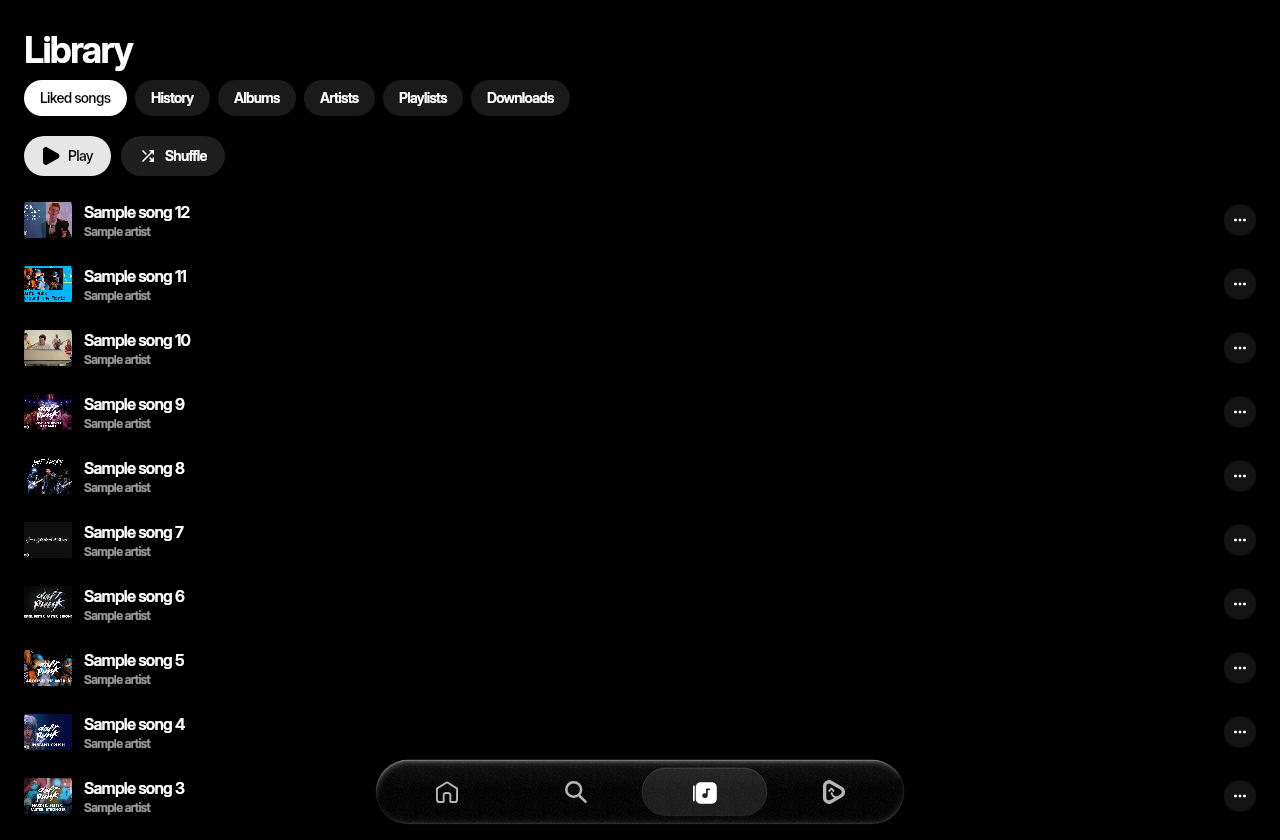 Library
Liked songs
History
Albums
Artists
Playlists
Downloads
Play
Shuffle
Sample song 12
Sample artist
Sample song 11
Sample artist
Sample song 10
Sample artist
Sample song 9
Sample artist
Sample song 8
Sample artist
Sample song 7
Sample artist
Sample song 6
Sample artist
Sample song 5
Sample artist
Sample song 4
Sample artist
Sample song 3
Sample artist